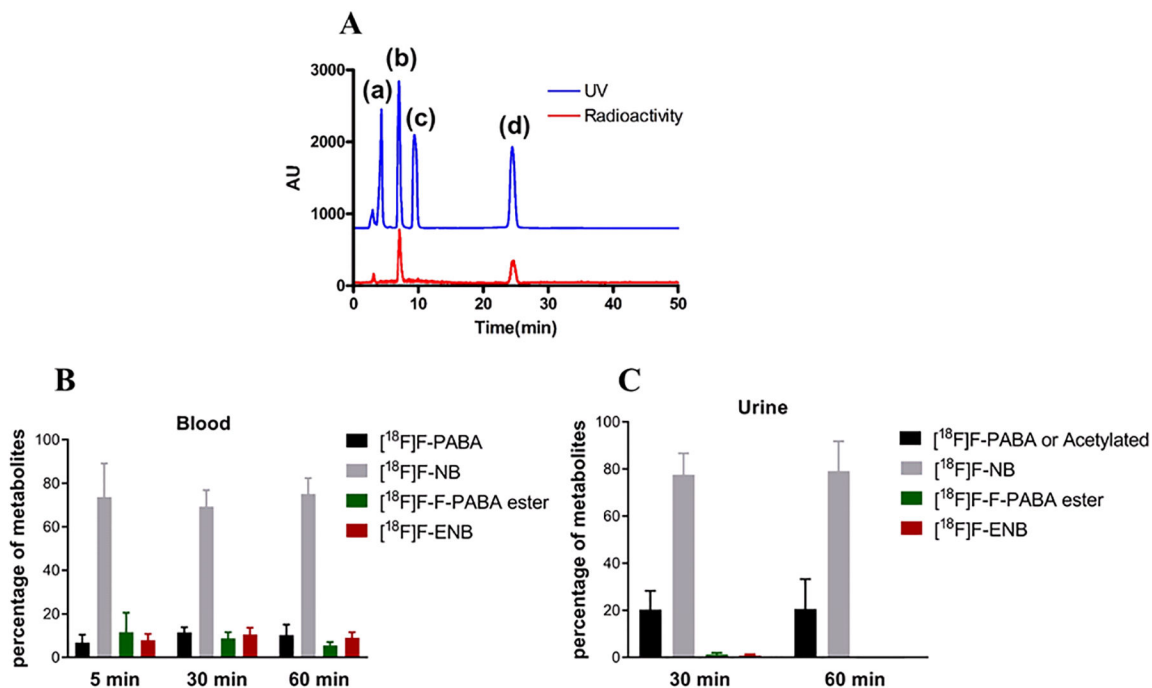 A
(a)
(b)
(c)
(d)
3000
2000
1000
0
AU
UV
Radioactivity
0 10 20 30 40 50
Time(min)
B
Blood
percentage of metabolites
100
80
60
40
20
0
[¹⁸F]F-PABA
[¹⁸F]F-NB
[¹⁸F]F-F-PABA ester
[¹⁸F]F-ENB
5 min 30 min 60 min
C
Urine
percentage of metabolites
100
80
60
40
20
0
[¹⁸F]F-PABA or Acetylated
[¹⁸F]F-NB
[¹⁸F]F-F-PABA ester
[¹⁸F]F-ENB
30 min 60 min